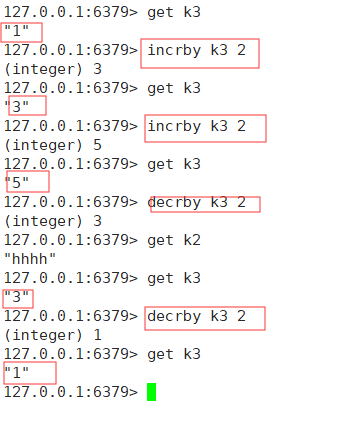 127.0.0.1:6379> get k3
"1"
127.0.0.1:6379> incrby k3 2
(integer) 3
127.0.0.1:6379> get k3
"3"
127.0.0.1:6379> incrby k3 2
(integer) 5
127.0.0.1:6379> get k3
"5"
127.0.0.1:6379> decrby k3 2
(integer) 3
127.0.0.1:6379> get k2
"hhhh"
127.0.0.1:6379> get k3
"3"
127.0.0.1:6379> decrby k3 2
(integer) 1
127.0.0.1:6379> get k3
"1"
127.0.0.1:6379>